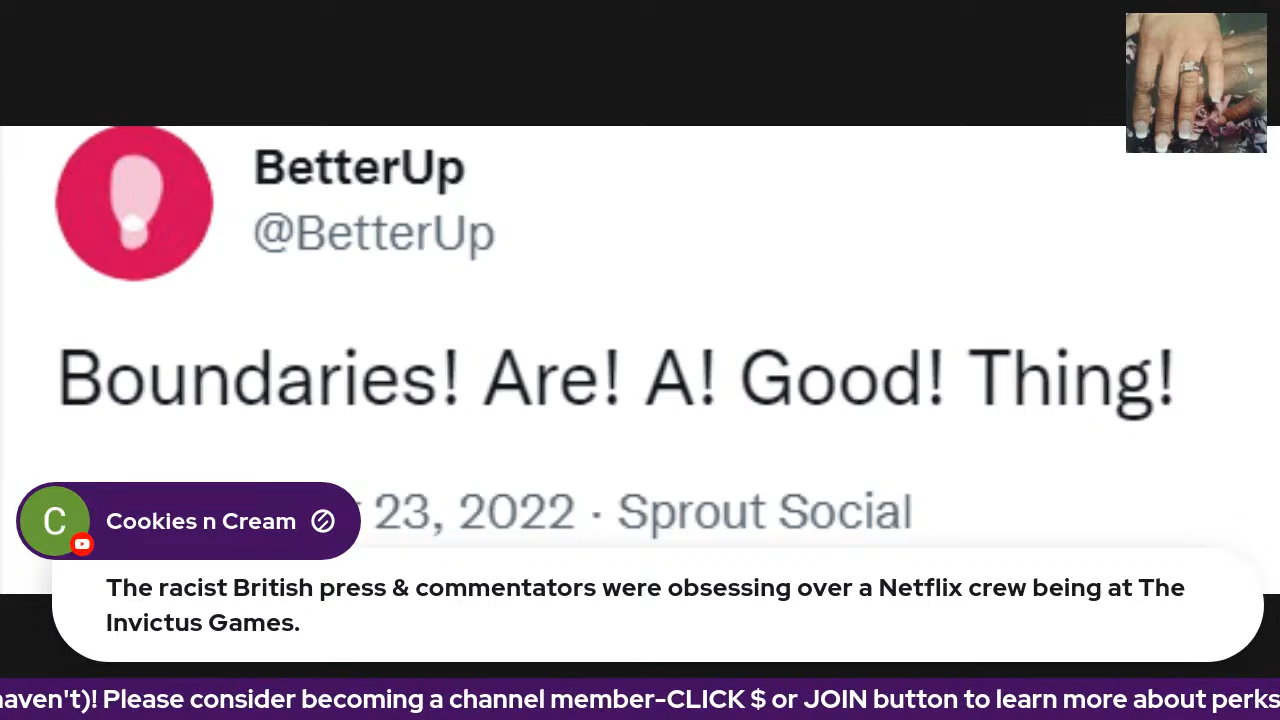 BetterUp
@BetterUp
Boundaries! Are! A! Good! Thing!
23, 2022 · Sprout Social
C
Cookies n Cream
The racist British press & commentators were obsessing over a Netflix crew being at The
Invictus Games.
haven't)! Please consider becoming a channel member-CLICK $ or JOIN button to learn more about perks